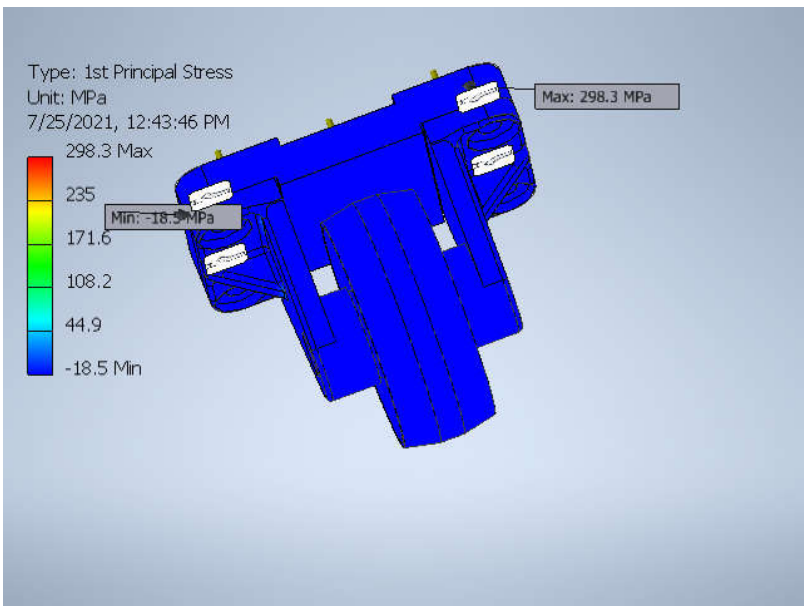 Type: 1st Principal Stress
Unit: MPa
7/25/2021, 12:43:46 PM
298.3 Max
Max: 298.3 MPa
235
Min: -18.5 MPa
171.6
108.2
44.9
-18.5 Min